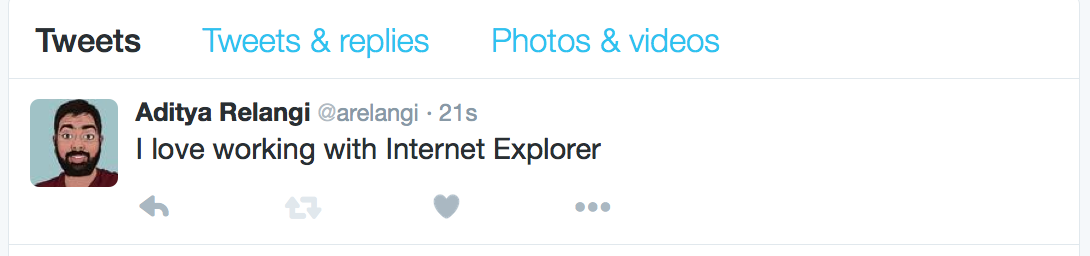 Tweets Tweets & replies Photos & videos
Aditya Relangi @arelangi · 21s
I love working with Internet Explorer